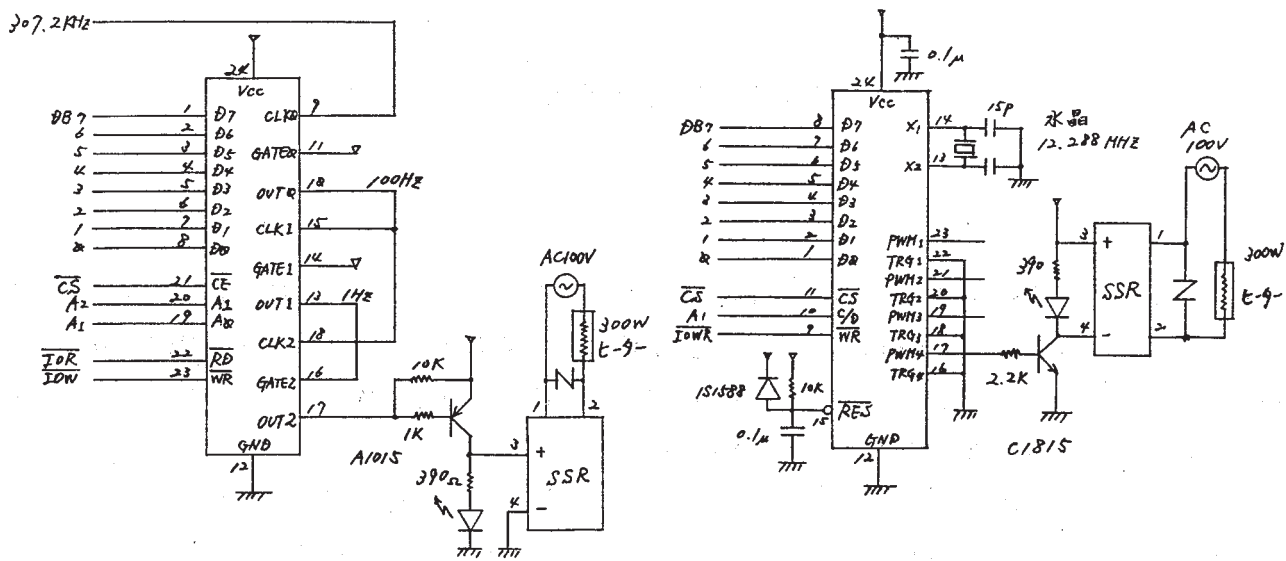 307.2KHz
24
Vcc
DB7 1 D7 CLKØ 9
6 2 D6
5 3 D5 GATEØ 11
4 4 D4
3 5 D3 OUTØ 10 100Hz
2 6 D2
1 7 D1 CLK1 15
Ø 8 DØ
GATE1 14
CS 21 CE
A2 20 A1 OUT1 13 1Hz
A1 19 AØ
CLK2 18
IOR 22 RD
IOW 23 WR GATE2 16
OUT2 17
GND
12
10K
1K
A1015
390Ω
AC100V
300W
ヒーター
1 2
3 +
SSR
4 -
0.1μ
24
Vcc
DB7 8 D7 X1 14
6 7 D6
5 6 D5 X2 13
4 5 D4
3 4 D3
2 3 D2
1 2 D1 PWM1 23
Ø 1 DØ TRG1 22
PWM2 21
CS 11 CS TRG2 20
A1 10 C/D PWM3 19
IOWR 9 WR TRG3 18
PWM4 17
TRG4 16
15 RES
GND
12
15P
水晶
12.288MHz
1S1588
10K
0.1μ
2.2K
C1815
390
3 + 1
SSR
4 - 2
AC
100V
300W
ヒーター